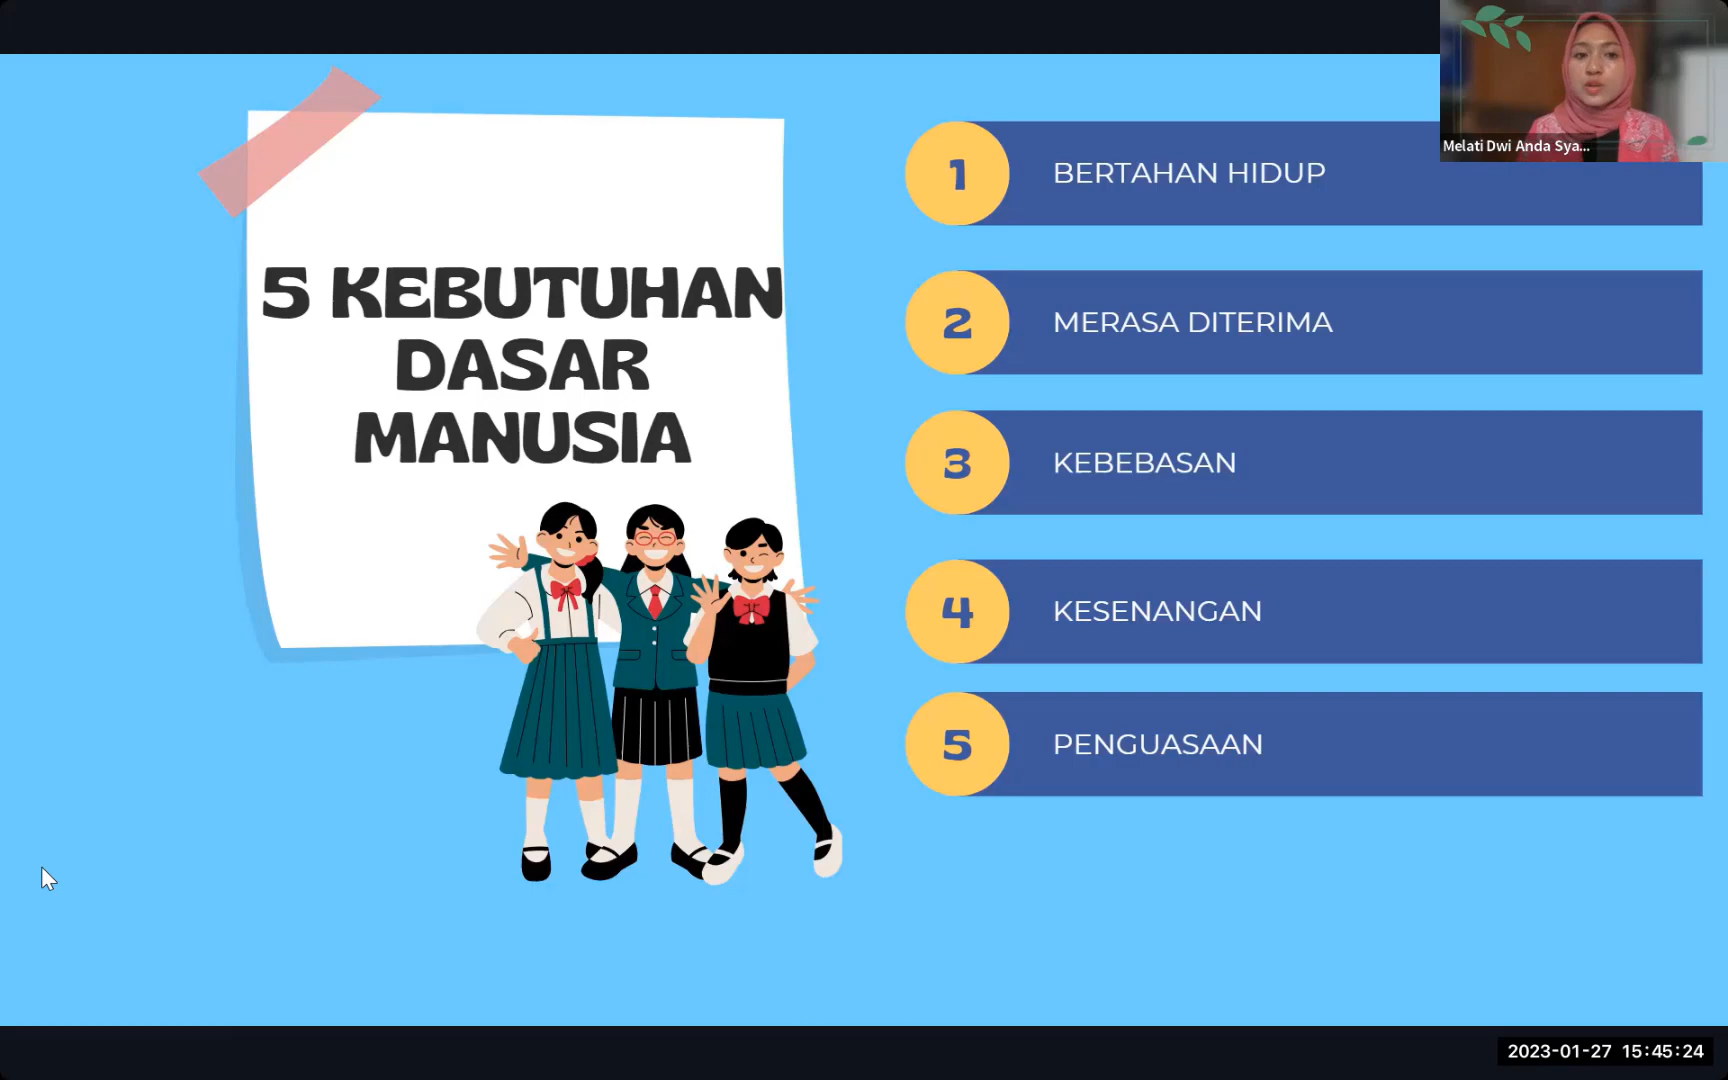 5 KEBUTUHAN
DASAR
MANUSIA
1
BERTAHAN HIDUP
2
MERASA DITERIMA
3
KEBEBASAN
4
KESENANGAN
5
PENGUASAAN
Melati Dwi Anda Sya...
2023-01-27 15:45:24